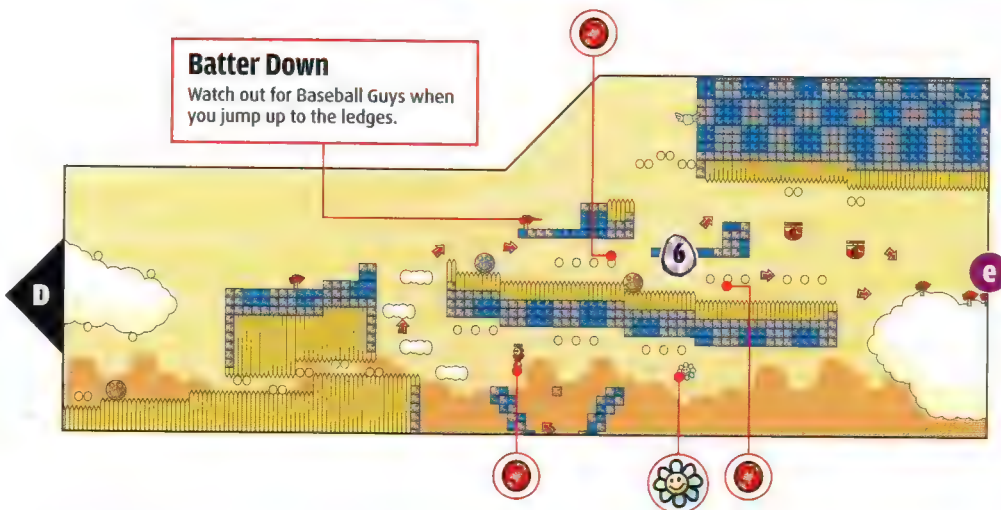 Batter Down
Watch out for Baseball Guys when
you jump up to the ledges.
6
D
e